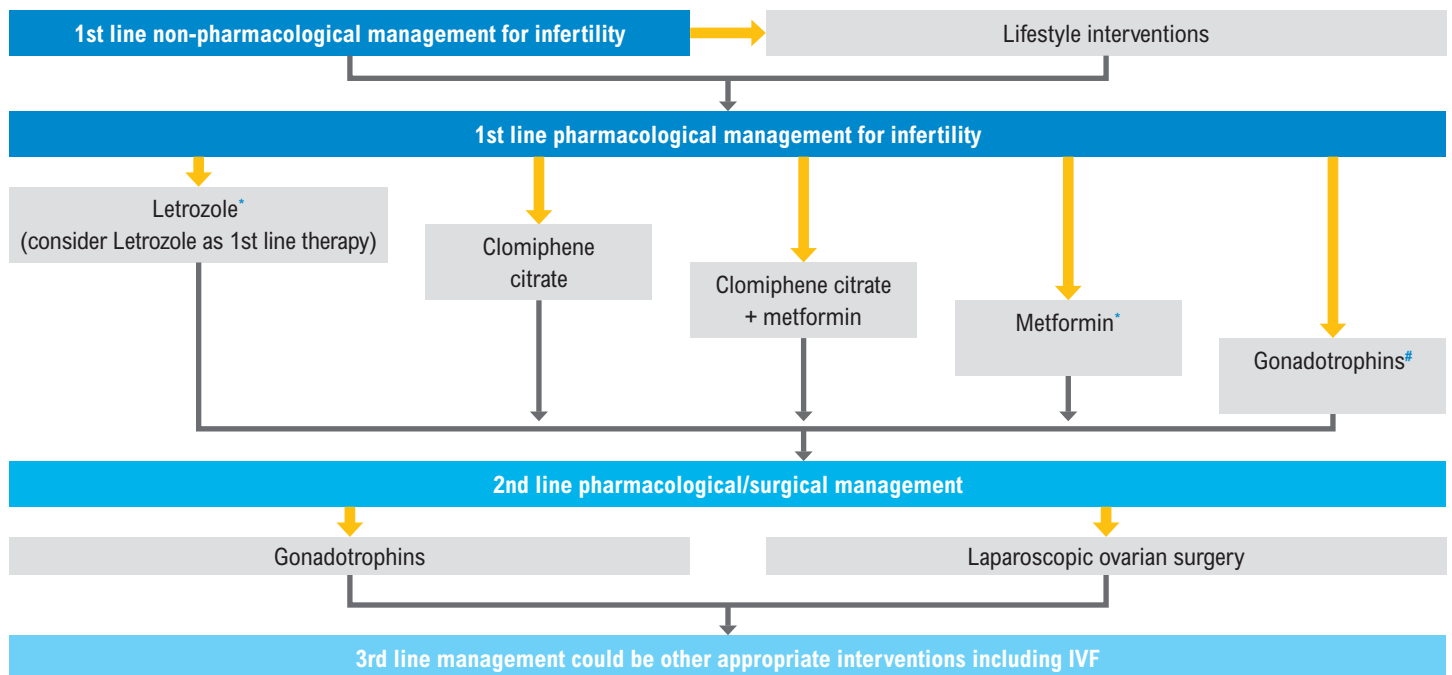 1st line non-pharmacological management for infertility
Lifestyle interventions
1st line pharmacological management for infertility
Letrozole*
(consider Letrozole as 1st line therapy)
Clomiphene
citrate
Clomiphene citrate
+ metformin
Metformin*
Gonadotrophins#
2nd line pharmacological/surgical management
Gonadotrophins
Laparoscopic ovarian surgery
3rd line management could be other appropriate interventions including IVF